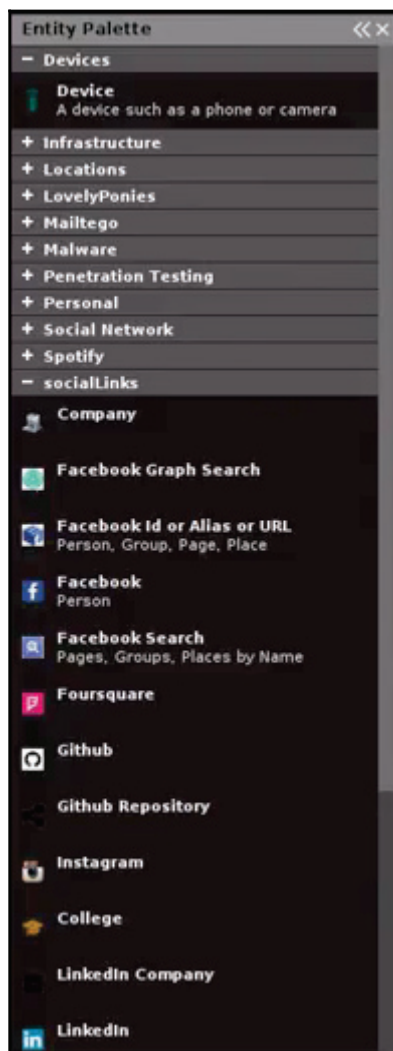 Entity Palette
− Devices
Device
A device such as a phone or camera
+ Infrastructure
+ Locations
+ LovelyPonies
+ Mailtego
+ Malware
+ Penetration Testing
+ Personal
+ Social Network
+ Spotify
− socialLinks
Company
Facebook Graph Search
Facebook Id or Alias or URL
Person, Group, Page, Place
Facebook
Person
Facebook Search
Pages, Groups, Places by Name
Foursquare
Github
Github Repository
Instagram
College
LinkedIn Company
LinkedIn